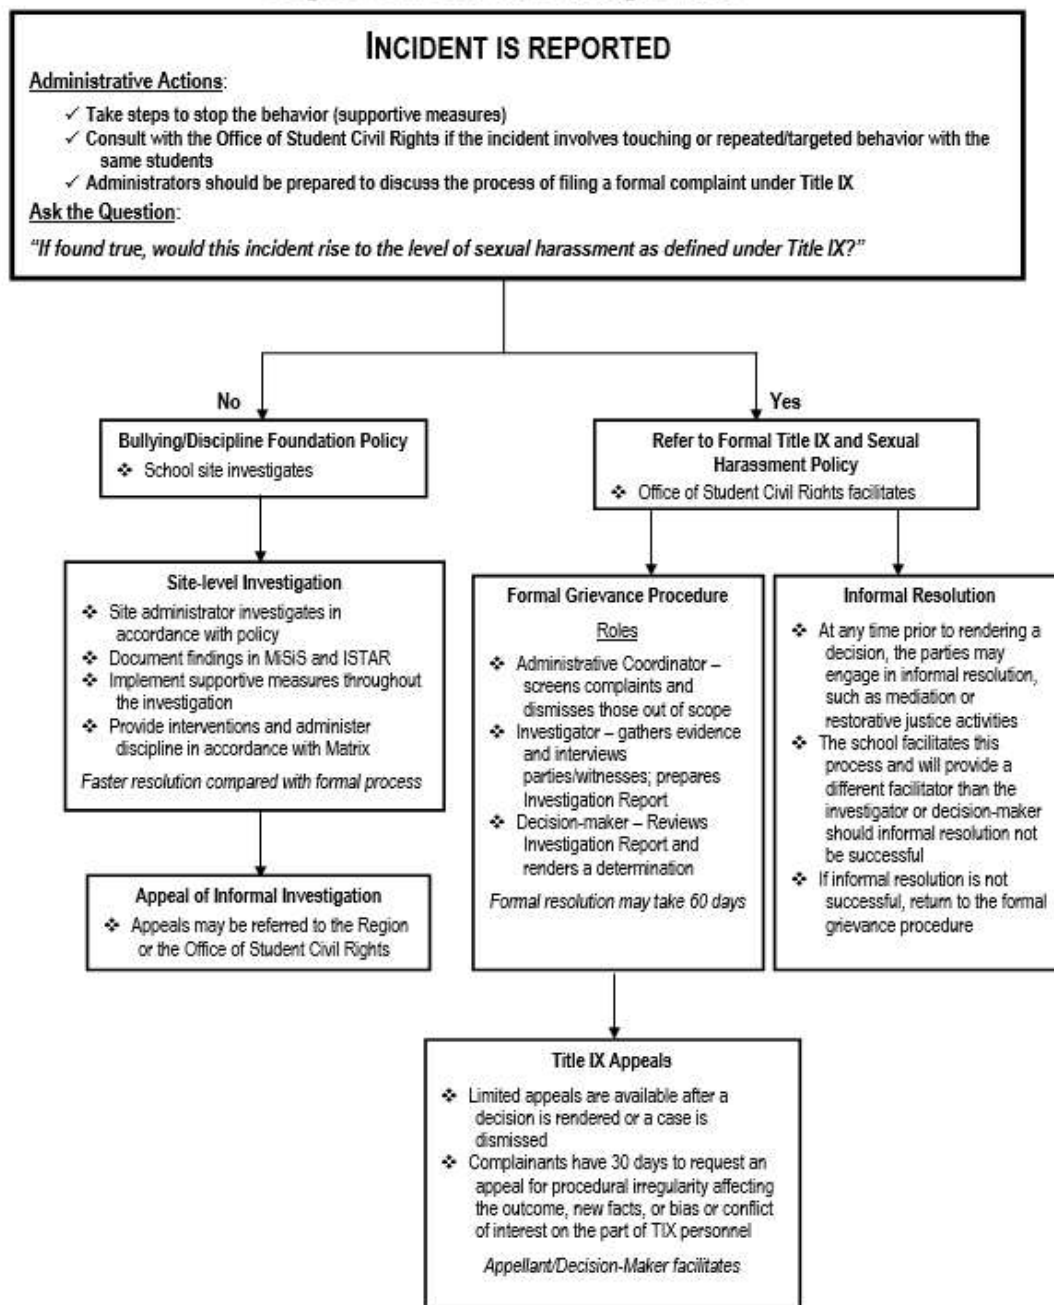 INCIDENT IS REPORTED
Administrative Actions:
✓ Take steps to stop the behavior (supportive measures)
✓ Consult with the Office of Student Civil Rights if the incident involves touching or repeated/targeted behavior with the
same students
✓ Administrators should be prepared to discuss the process of filing a formal complaint under Title IX
Ask the Question:
"If found true, would this incident rise to the level of sexual harassment as defined under Title IX?"
No
Yes
Bullying/Discipline Foundation Policy
❖ School site investigates
Refer to Formal Title IX and Sexual
Harassment Policy
❖ Office of Student Civil Rights facilitates
Site-level Investigation
❖ Site administrator investigates in
accordance with policy
❖ Document findings in MiSiS and ISTAR
❖ Implement supportive measures throughout
the investigation
❖ Provide interventions and administer
discipline in accordance with Matrix
Faster resolution compared with formal process
Formal Grievance Procedure
Roles
❖ Administrative Coordinator –
screens complaints and
dismisses those out of scope
❖ Investigator – gathers evidence
and interviews
parties/witnesses; prepares
Investigation Report
❖ Decision-maker – Reviews
Investigation Report and
renders a determination
Formal resolution may take 60 days
Informal Resolution
❖ At any time prior to rendering a
decision, the parties may
engage in informal resolution,
such as mediation or
restorative justice activities
❖ The school facilitates this
process and will provide a
different facilitator than the
investigator or decision-maker
should informal resolution not
be successful
❖ If informal resolution is not
successful, return to the formal
grievance procedure
Appeal of Informal Investigation
❖ Appeals may be referred to the Region
or the Office of Student Civil Rights
Title IX Appeals
❖ Limited appeals are available after a
decision is rendered or a case is
dismissed
❖ Complainants have 30 days to request an
appeal for procedural irregularity affecting
the outcome, new facts, or bias or conflict
of interest on the part of TIX personnel
Appellant/Decision-Maker facilitates